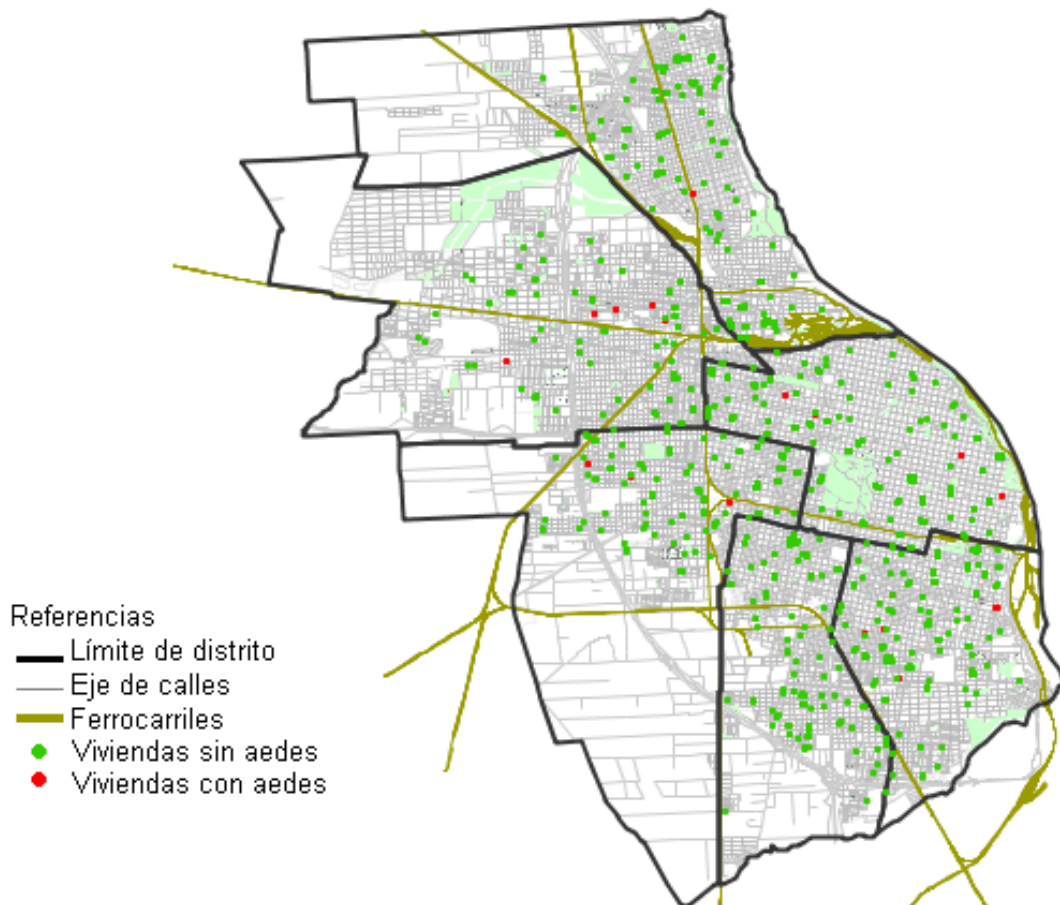 Referencias
Límite de distrito
Eje de calles
Ferrocarriles
Viviendas sin aedes
Viviendas con aedes